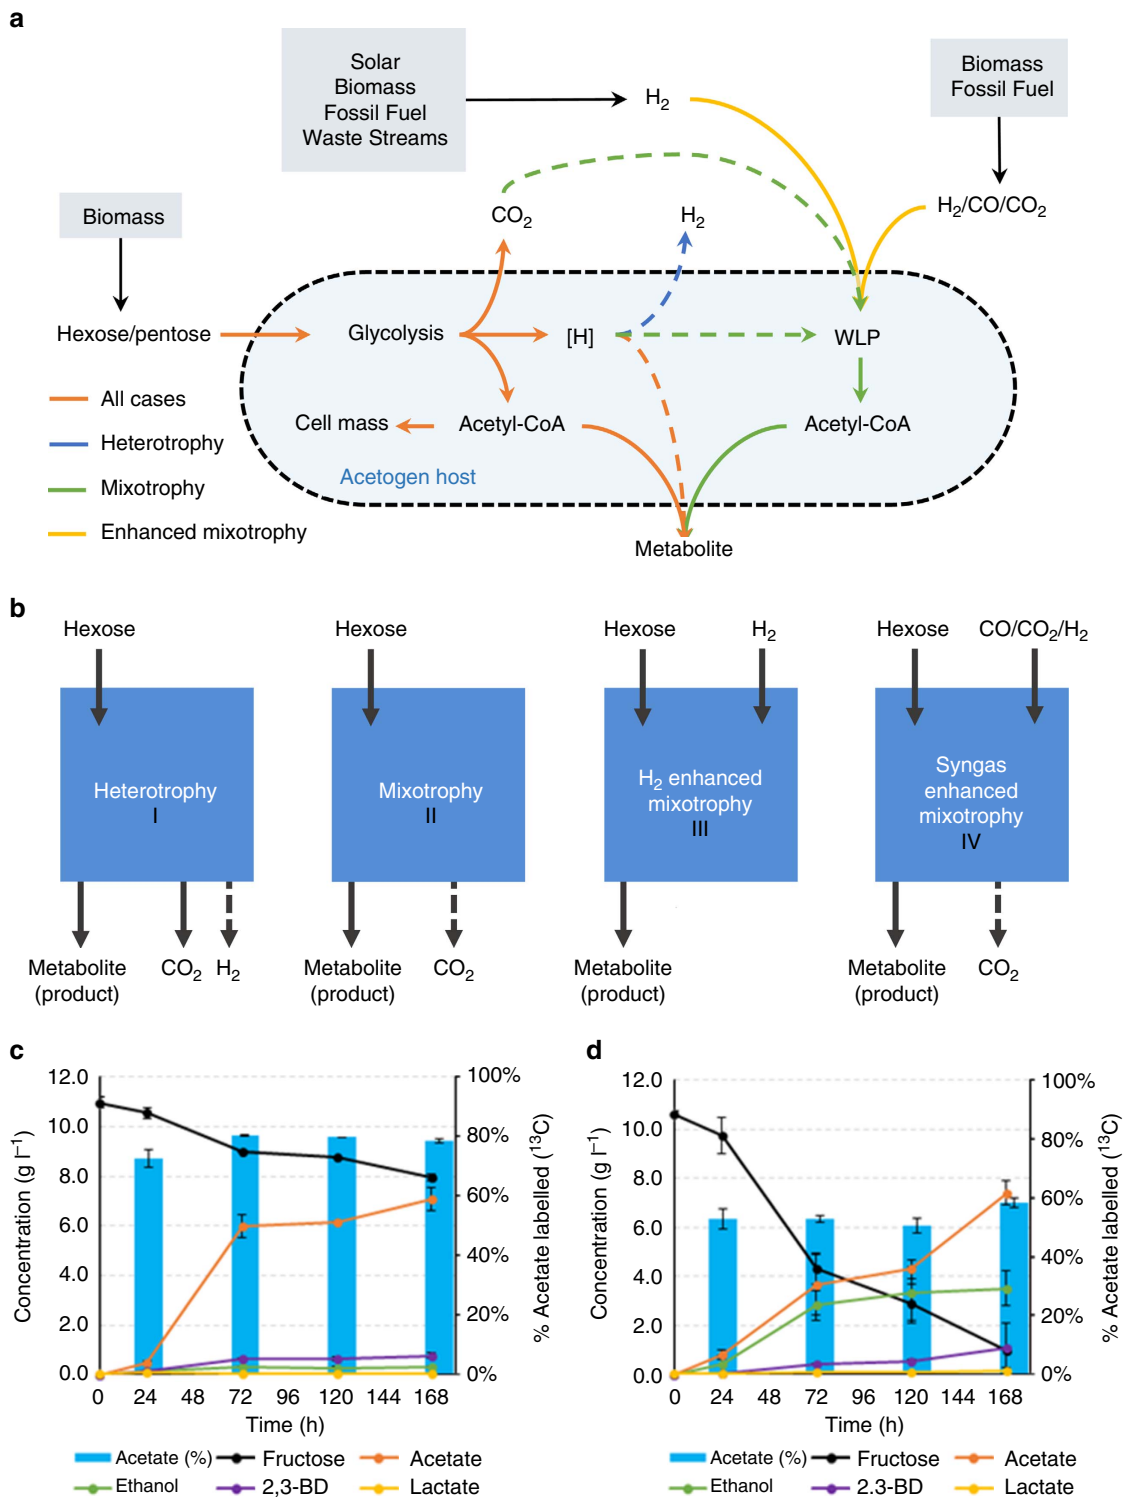 a
Solar
Biomass
Fossil Fuel
Waste Streams
H2
Biomass
Fossil Fuel
H2/CO/CO2
Biomass
CO2
H2
Hexose/pentose
Glycolysis
[H]
WLP
All cases
Cell mass
Acetyl-CoA
Acetyl-CoA
Heterotrophy
Acetogen host
Mixotrophy
Enhanced mixotrophy
Metabolite
b
Hexose
Hexose
Hexose
H2
Hexose
CO/CO2/H2
Heterotrophy
I
Mixotrophy
II
H2 enhanced
mixotrophy
III
Syngas
enhanced
mixotrophy
IV
Metabolite
(product)
CO2
H2
Metabolite
(product)
CO2
Metabolite
(product)
Metabolite
(product)
CO2
c
Concentration (g l–1)
12.0
10.0
8.0
6.0
4.0
2.0
0.0
100%
80%
60%
40%
20%
0%
% Acetate labelled (13C)
0 24 48 72 96 120 144 168
Time (h)
Acetate (%) Fructose Acetate
Ethanol 2,3-BD Lactate
d
Concentration (g l–1)
12.0
10.0
8.0
6.0
4.0
2.0
0.0
100%
80%
60%
40%
20%
0%
% Acetate labelled (13C)
0 24 48 72 96 120 144 168
Time (h)
Acetate (%) Fructose Acetate
Ethanol 2.3-BD Lactate